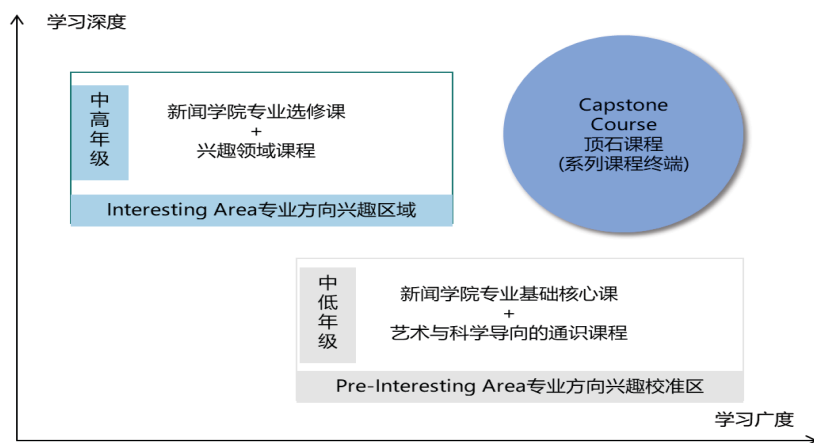 学习深度
中
高
年
级
新闻学院专业选修课
+
兴趣领域课程
Interesting Area专业方向兴趣区域
Capstone
Course
顶石课程
(系列课程终端)
中
低
年
级
新闻学院专业基础核心课
+
艺术与科学导向的通识课程
Pre-Interesting Area专业方向兴趣校准区
学习广度